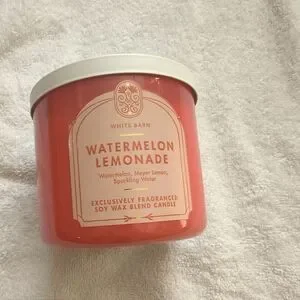 WHITE BARN
WATERMELON
LEMONADE
Watermelon, Meyer Lemon,
Sparkling Water
EXCLUSIVELY FRAGRANCED
SOY WAX BLEND CANDLE